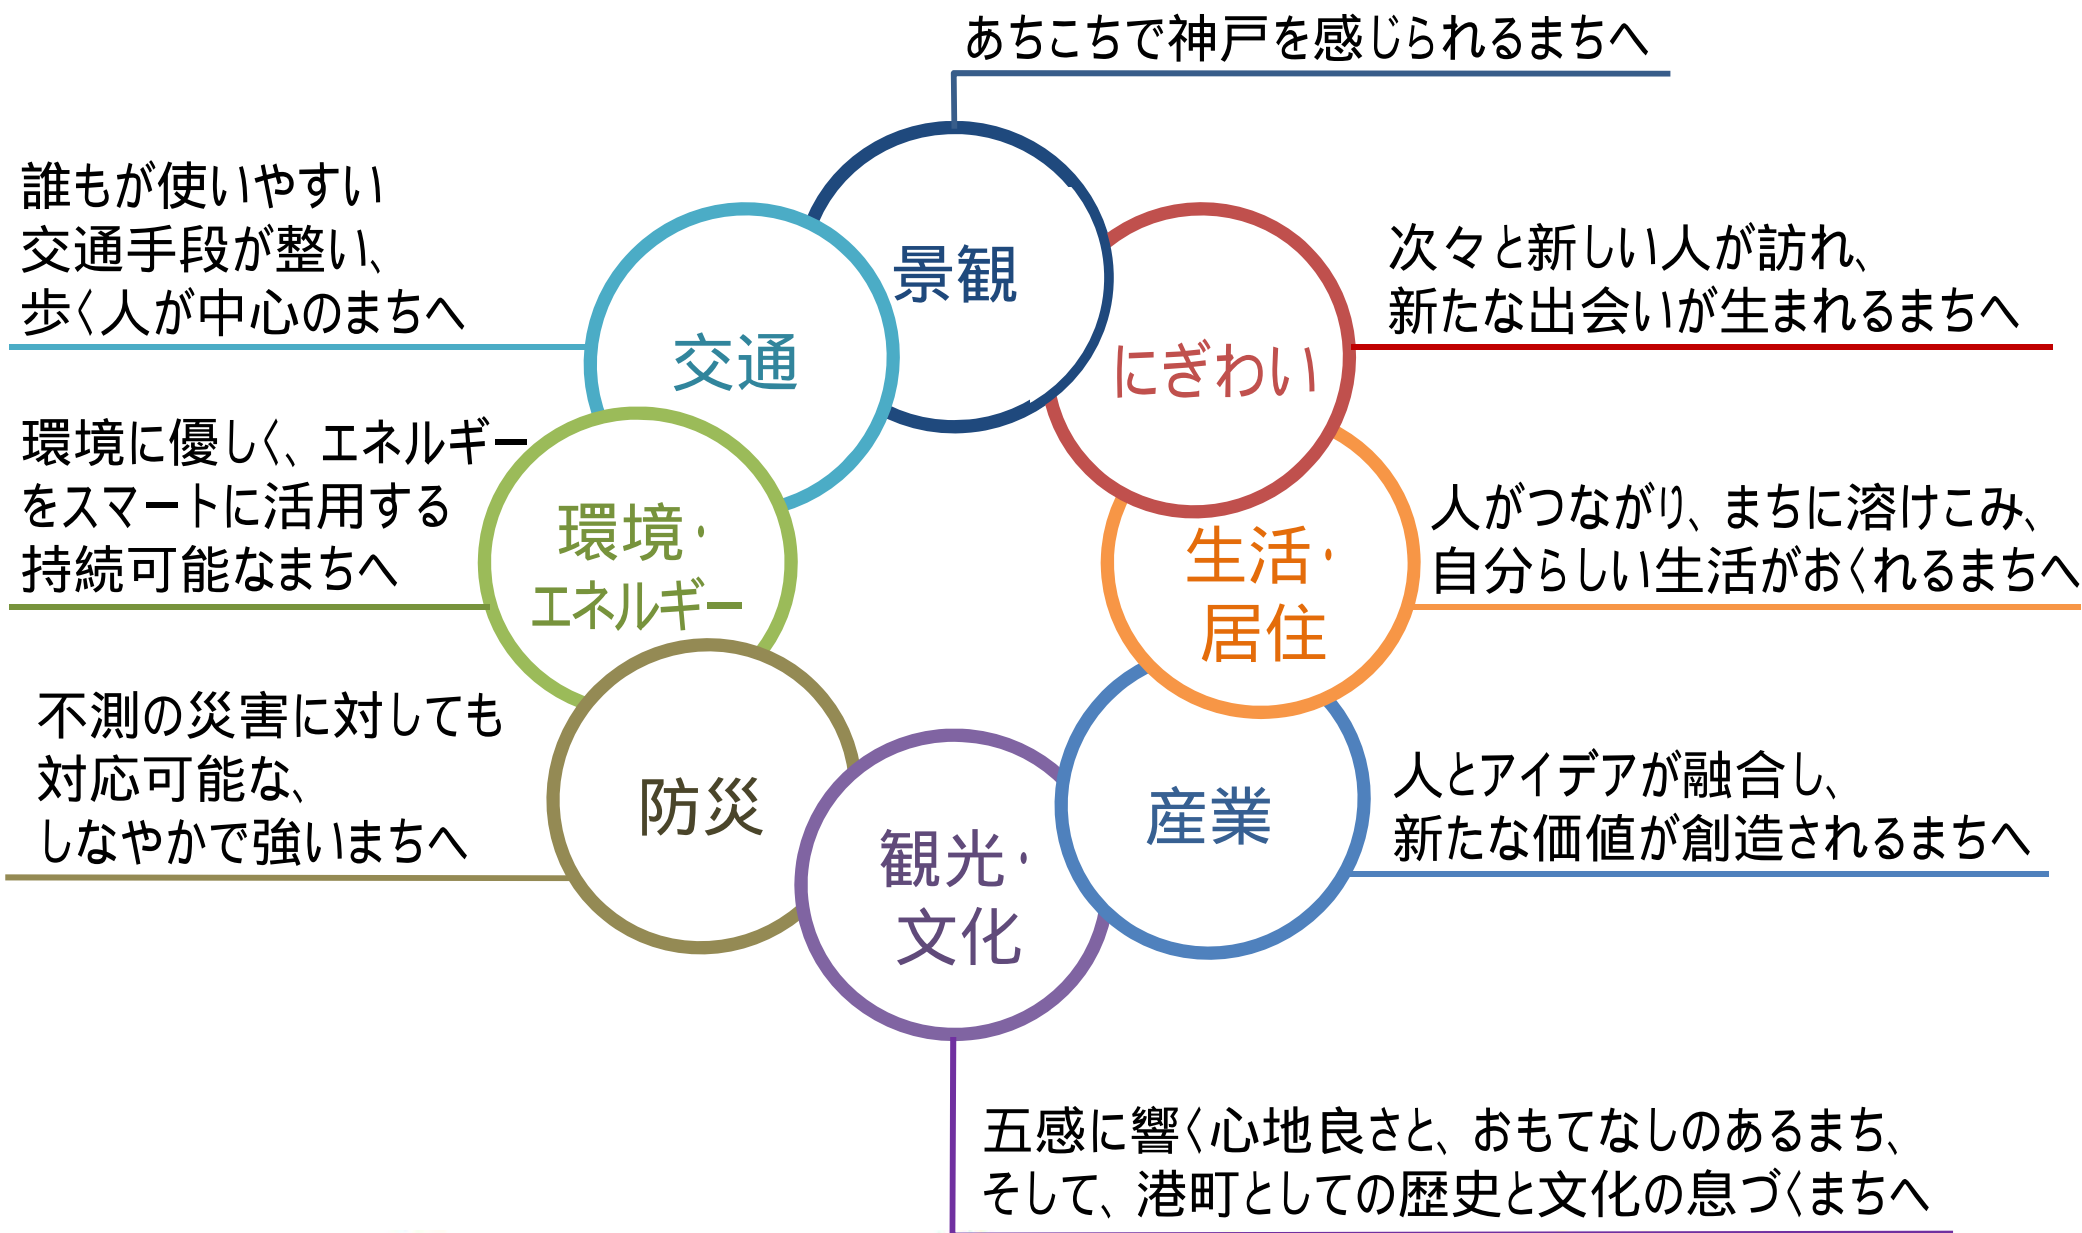 あちこちで神戸を感じられるまちへ
景観
誰もが使いやすい
交通手段が整い、
歩く人が中心のまちへ
交通
次々と新しい人が訪れ、
新たな出会いが生まれるまちへ
にぎわい
環境に優しく、エネルギー
をスマートに活用する
持続可能なまちへ
環境・
エネルギー
人がつながり、まちに溶けこみ、
自分らしい生活がおくれるまちへ
生活・
居住
不測の災害に対しても
対応可能な、
しなやかで強いまちへ
防災
人とアイデアが融合し、
新たな価値が創造されるまちへ
産業
観光・
文化
五感に響く心地良さと、おもてなしのあるまち、
そして、港町としての歴史と文化の息づくまちへ